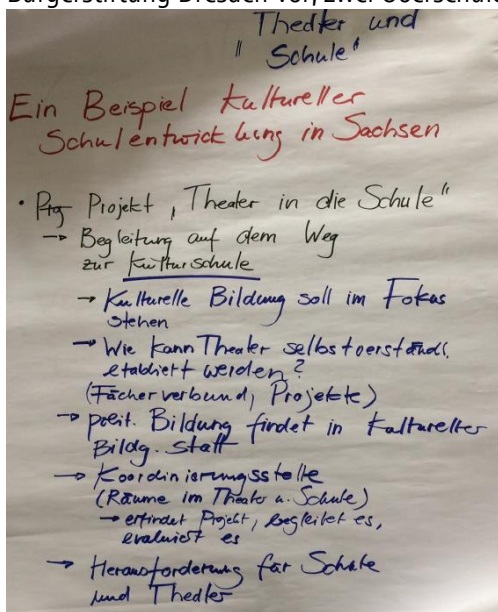 Bürgerstiftung Dresden vor, zwei Oberschule
Theater und
" Schule"
Ein Beispiel kultureller
Schulentwicklung in Sachsen
• Prg Projekt "Theater in die Schule"
→ Begleitung auf dem Weg
zur Kulturschule
→ Kulturelle Bildung soll im Fokus
stehen
→ Wie kann Theater selbstverständl.
etabliert werden?
(Fächerverbund, Projekte)
→ polit. Bildung findet in kultureller
Bildg. statt
→ Koordinierungsstelle
(Räume im Theater u. Schule)
→ erfindet Projekt, begleitet es,
evaluiert es
→ Herausforderung für Schule
und Theater